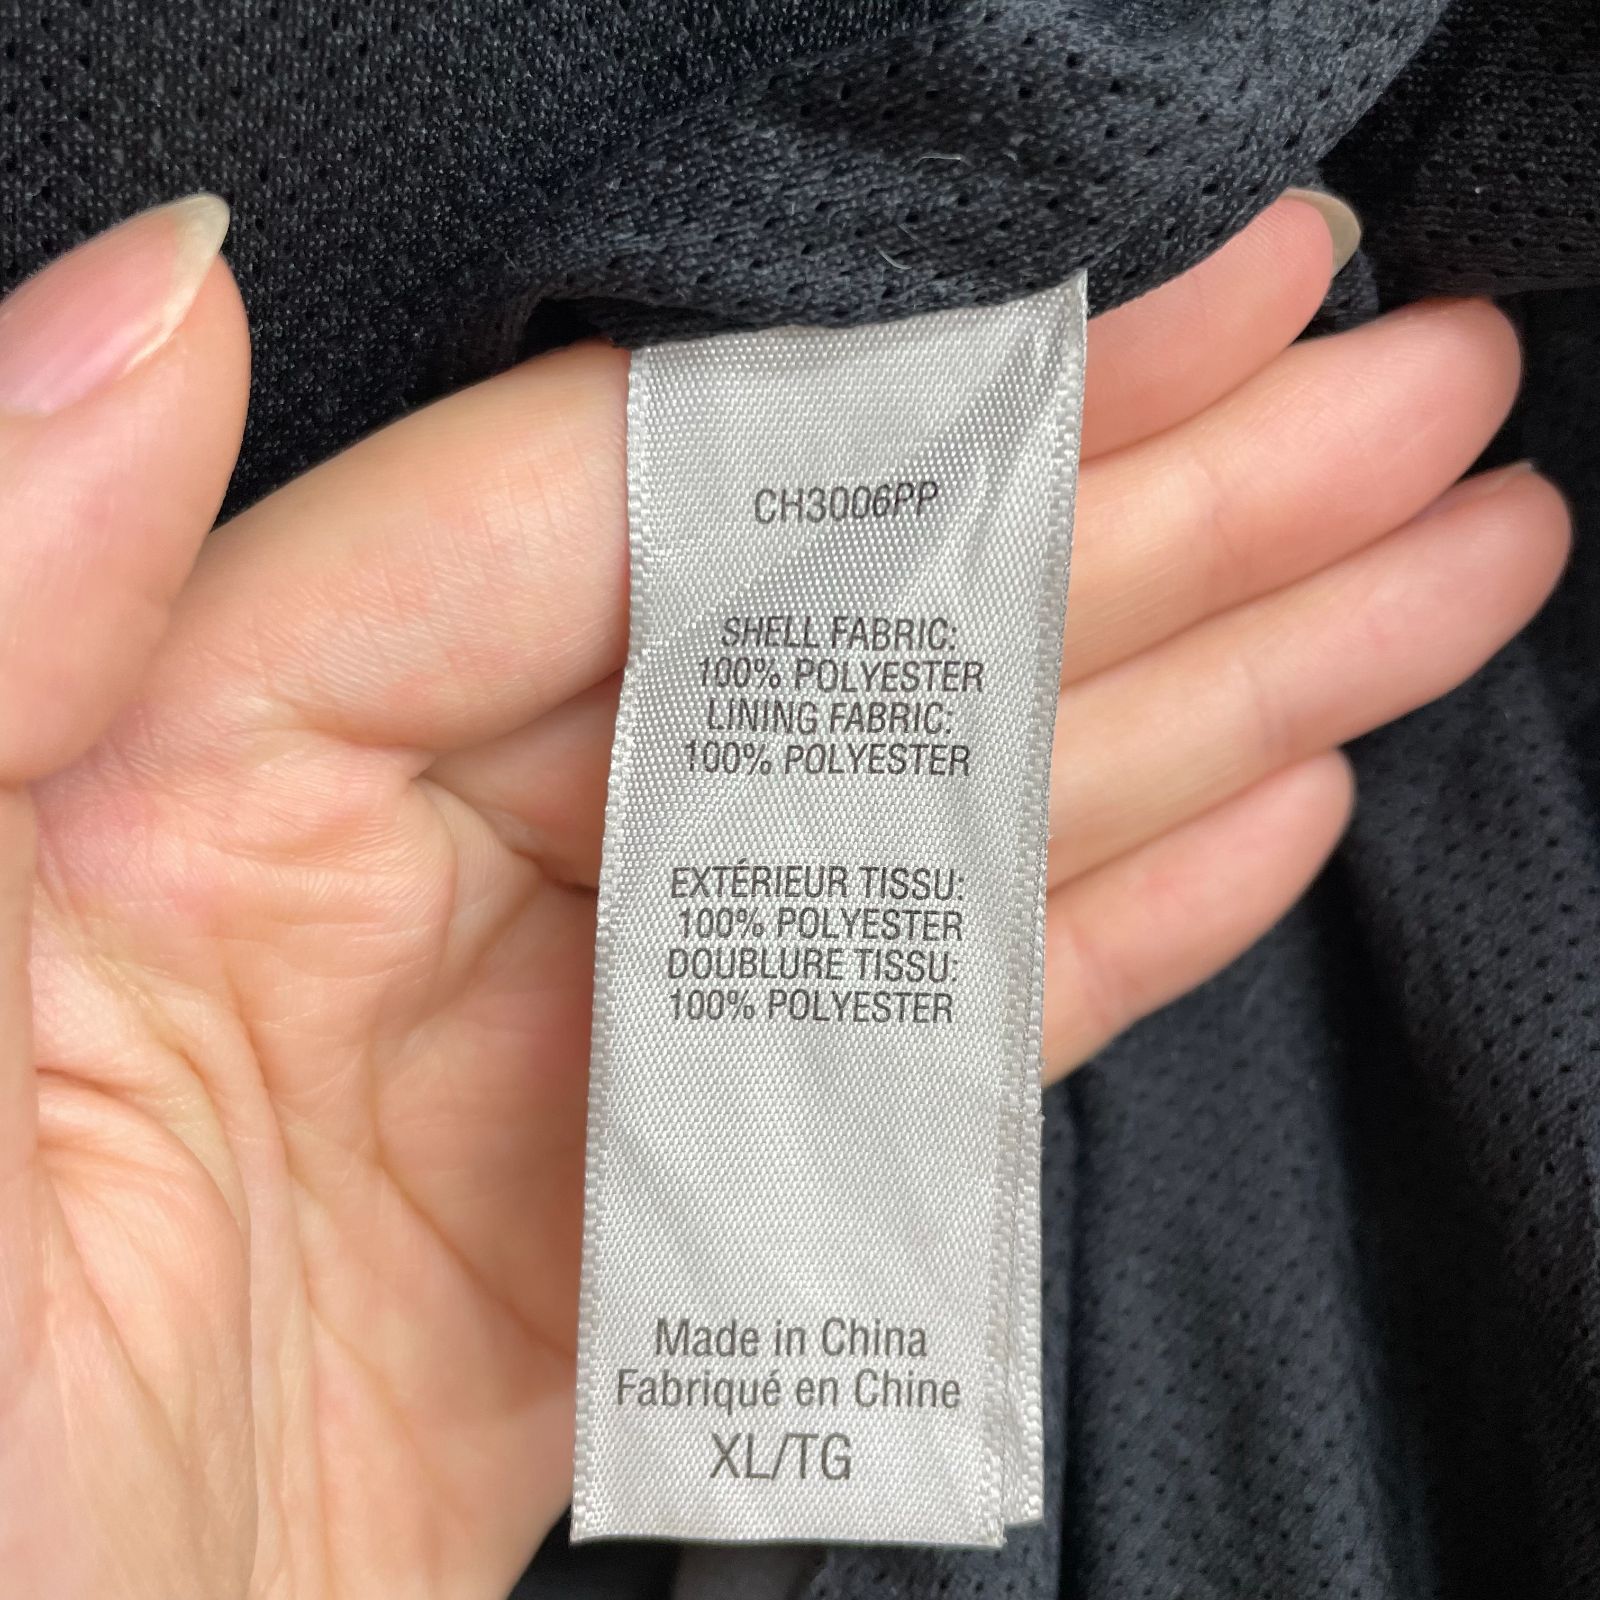 CH3006PP
SHELL FABRIC:
100% POLYESTER
LINING FABRIC:
100% POLYESTER
EXTÉRIEUR TISSU:
100% POLYESTER
DOUBLURE TISSU:
100% POLYESTER
Made in China
Fabriqué en Chine
XL/TG